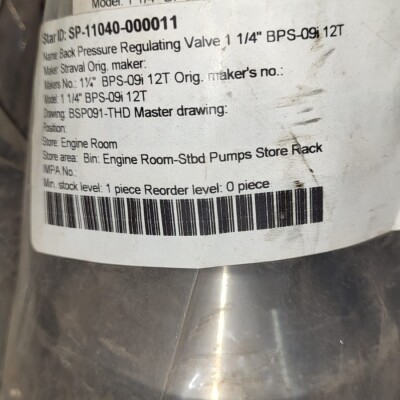 Model: 1 1/4"
Star ID: SP-11040-000011
Name: Back Pressure Regulating Valve 1 1/4" BPS-09i 12T
Maker: Straval Orig. maker:
Makers No.: 1¼" BPS-09i 12T Orig. maker's no.:
Model: 1 1/4" BPS-09i 12T
Drawing: BSP091-THD Master drawing:
Position:
Store: Engine Room
Store area: Bin: Engine Room-Stbd Pumps Store Rack
IMPA No.:
Min. stock level: 1 piece Reorder level: 0 piece